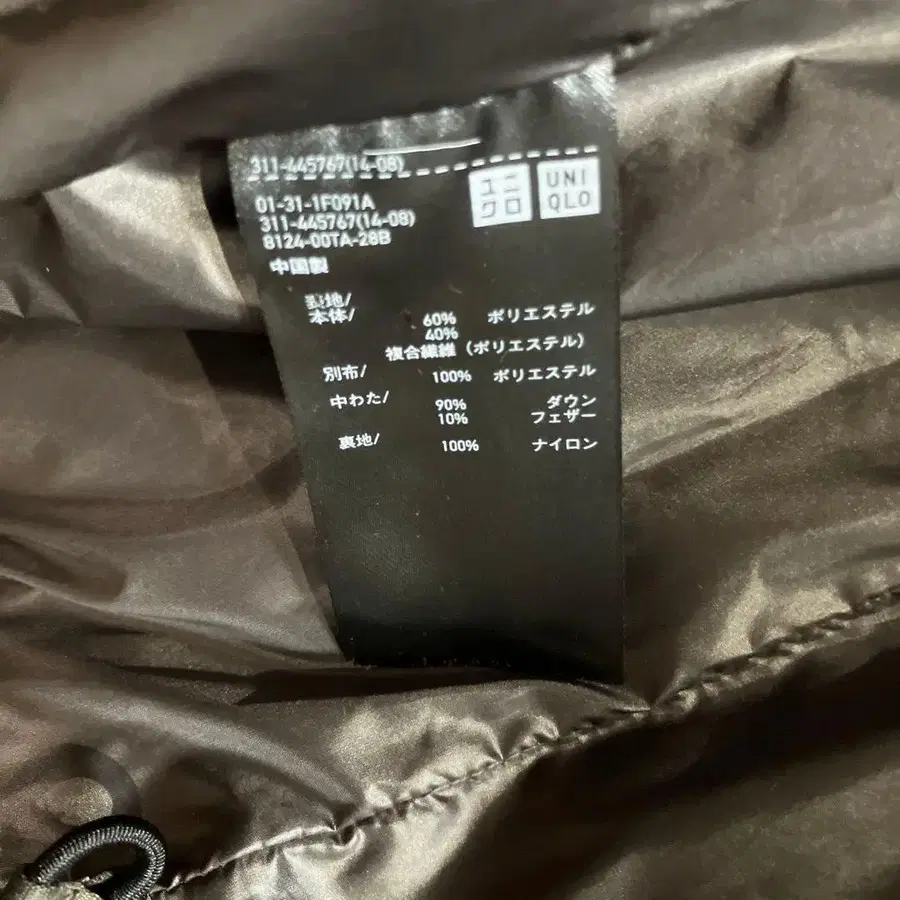 311-445767(14-08)
ユニクロ
UNIQLO
01-31-1F091A
311-445767(14-08)
8124-00TA-28B
中国製
表地/
本体/ 60% ポリエステル
40%
複合繊維 (ポリエステル)
別布/ 100% ポリエステル
中わた/ 90% ダウン
10% フェザー
裏地/ 100% ナイロン